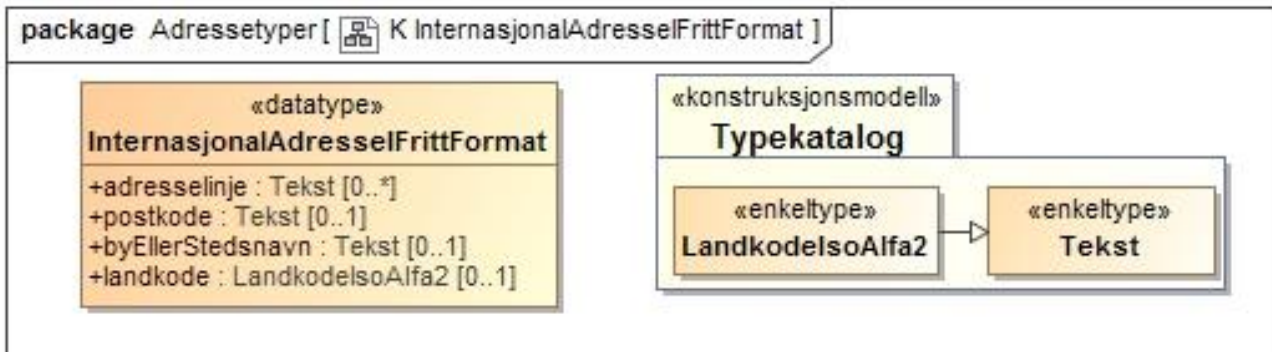 package Adressetyper [ K InternasjonalAdresseIFrittFormat ]
«datatype»
InternasjonalAdresseIFrittFormat
+adresselinje : Tekst [0..*]
+postkode : Tekst [0..1]
+byEllerStedsnavn : Tekst [0..1]
+landkode : LandkodeIsoAlfa2 [0..1]
«konstruksjonsmodell»
Typekatalog
«enkeltype»
LandkodeIsoAlfa2
«enkeltype»
Tekst